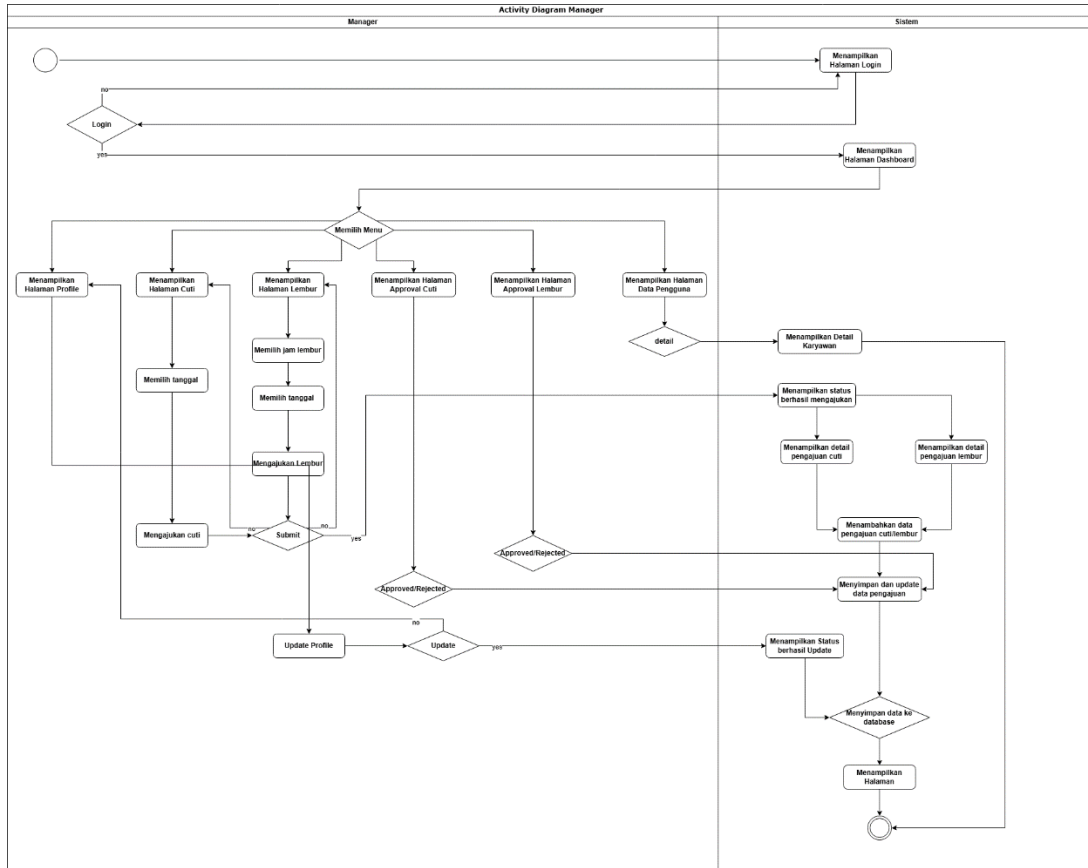 Activity Diagram Manager
Manager
Sistem
Menampilkan
Halaman Login
no
Login
yes
Menampilkan
Halaman Dashboard
Memilih Menu
Menampilkan
Halaman Profile
Menampilkan
Halaman Cuti
Menampilkan
Halaman Lembur
Menampilkan Halaman
Approval Cuti
Menampilkan Halaman
Approval Lembur
Menampilkan Halaman
Data Pengguna
detail
Menampilkan Detail
Karyawan
Memilih jam lembur
Memilih tanggal
Memilih tanggal
Menampilkan status
berhasil mengajukan
Mengajukan Lembur
Menampilkan detail
pengajuan cuti
Menampilkan detail
pengajuan lembur
Mengajukan cuti
no
Submit
no
yes
Menambahkan data
pengajuan cuti/lembur
Approved/Rejected
Approved/Rejected
Menyimpan dan update
data pengajuan
no
Update Profile
Update
yes
Menampilkan Status
berhasil Update
Menyimpan data ke
database
Menampilkan
Halaman